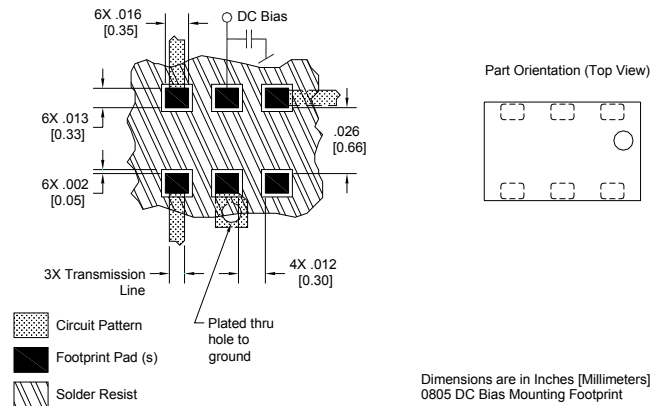 6X .016
[0.35]
DC Bias
Part Orientation (Top View)
6X .013
[0.33]
.026
[0.66]
6X .002
[0.05]
3X Transmission
Line
4X .012
[0.30]
Plated thru
hole to
ground
Circuit Pattern
Footprint Pad (s)
Solder Resist
Dimensions are in Inches [Millimeters]
0805 DC Bias Mounting Footprint